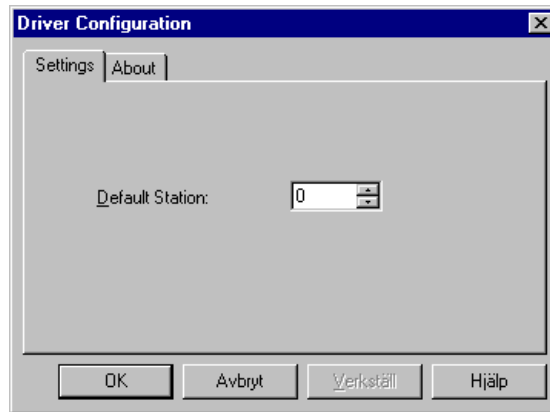 Driver Configuration
Settings About
Default Station: 0
OK Avbryt Verkställ Hjälp